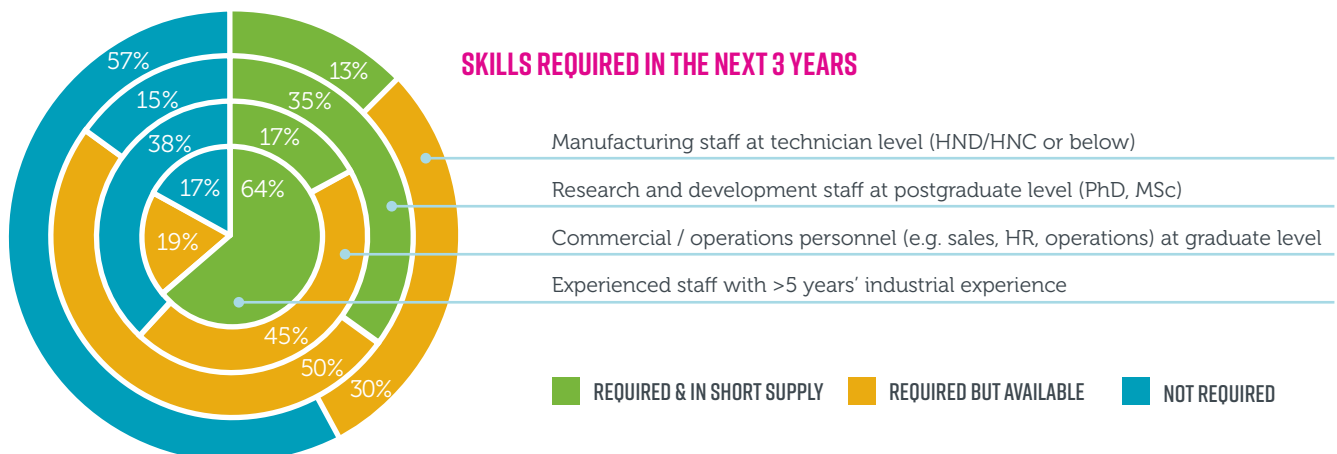 57%
13%
SKILLS REQUIRED IN THE NEXT 3 YEARS
15%
35%
38%
17%
Manufacturing staff at technician level (HND/HNC or below)
17%
64%
Research and development staff at postgraduate level (PhD, MSc)
19%
Commercial / operations personnel (e.g. sales, HR, operations) at graduate level
Experienced staff with >5 years’ industrial experience
45%
50%
30%
REQUIRED & IN SHORT SUPPLY
REQUIRED BUT AVAILABLE
NOT REQUIRED